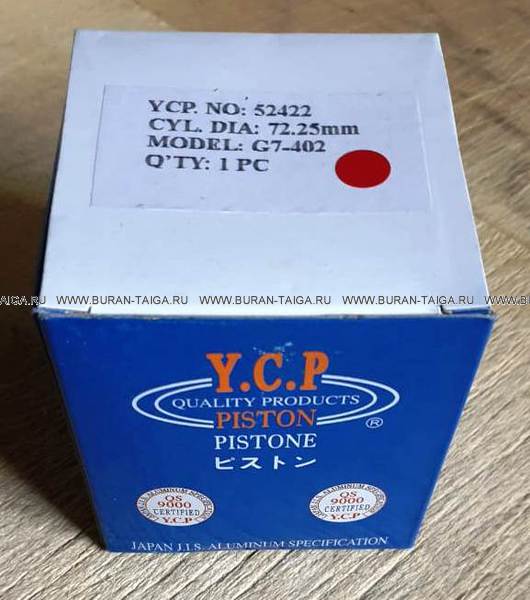 YCP. NO: 52422
CYL. DIA: 72.25mm
MODEL: G7-402
Q'TY: 1 PC
AIGA.RU WWW.BURAN-TAIGA.RU WWW.BURAN-TAIGA.RU WWW.BURAN-TAIGA.RU WWW.BU
Y.C.P
QUALITY PRODUCTS
PISTON
®
PISTONE
ピストン
QS
9000
CERTIFIED
Y.C.P
QS
9000
CERTIFIED
Y.C.P
JAPAN J.I.S. ALUMINUM SPECIFICATION